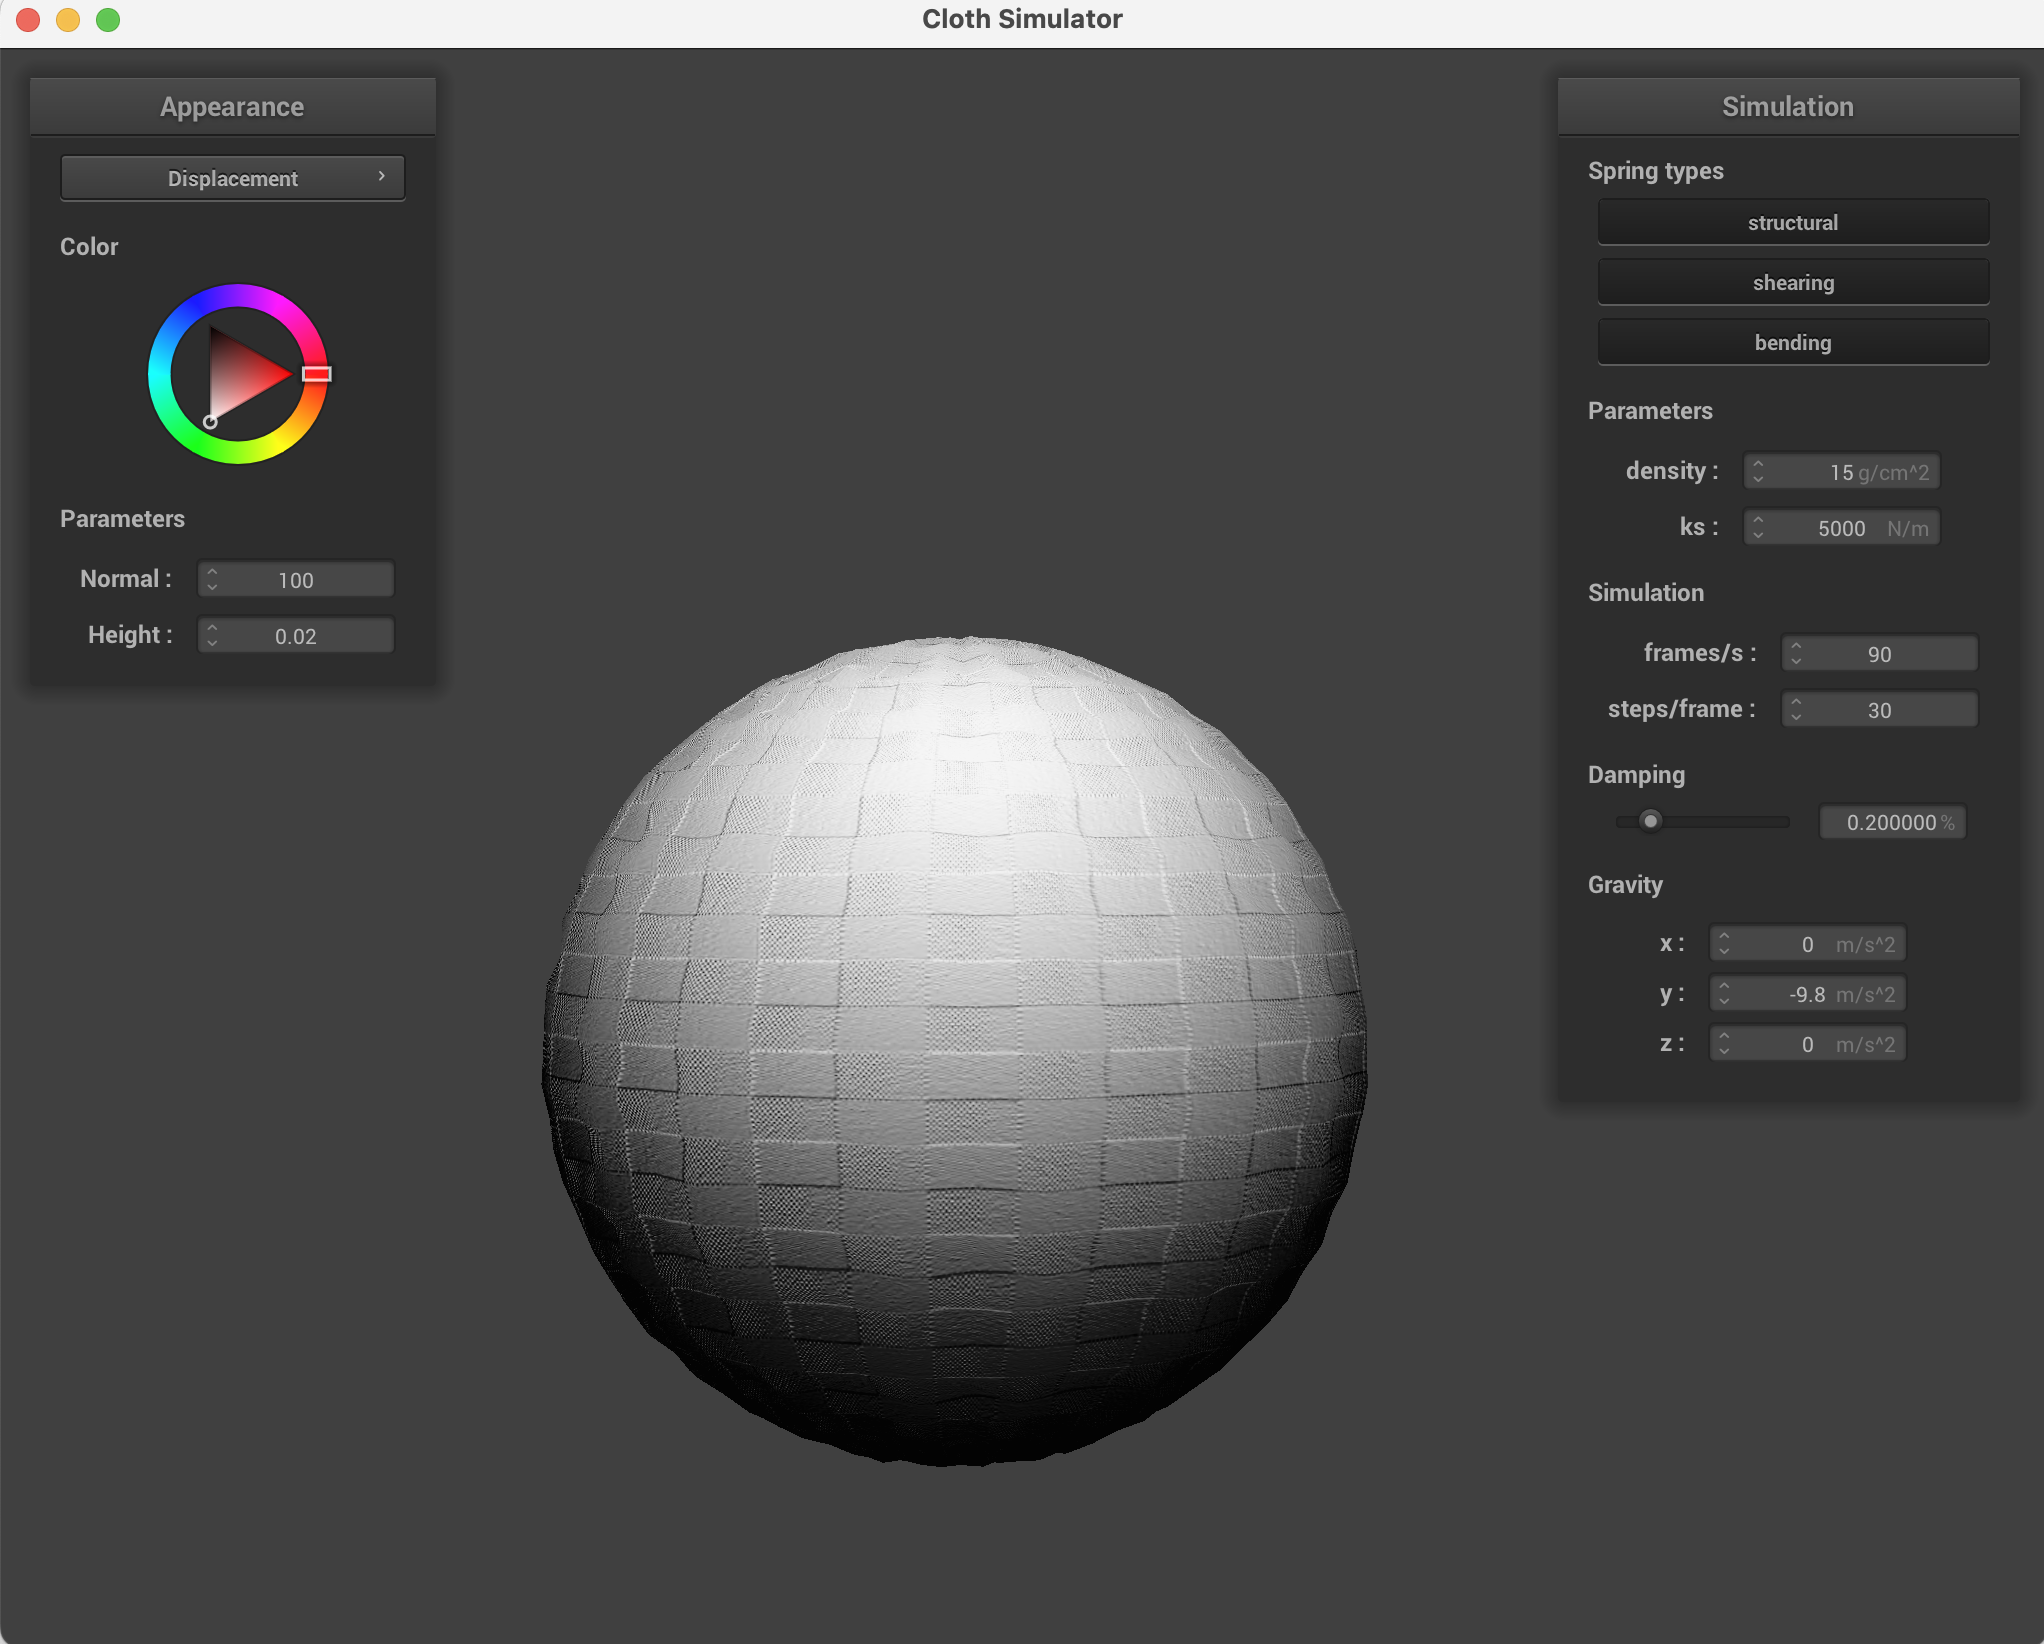 Cloth Simulator
Appearance
Displacement ›
Color
Parameters
Normal : 100
Height : 0.02
Simulation
Spring types
structural
shearing
bending
Parameters
density : 15 g/cm^2
ks : 5000 N/m
Simulation
frames/s : 90
steps/frame : 30
Damping
0.200000 %
Gravity
x : 0 m/s^2
y : -9.8 m/s^2
z : 0 m/s^2